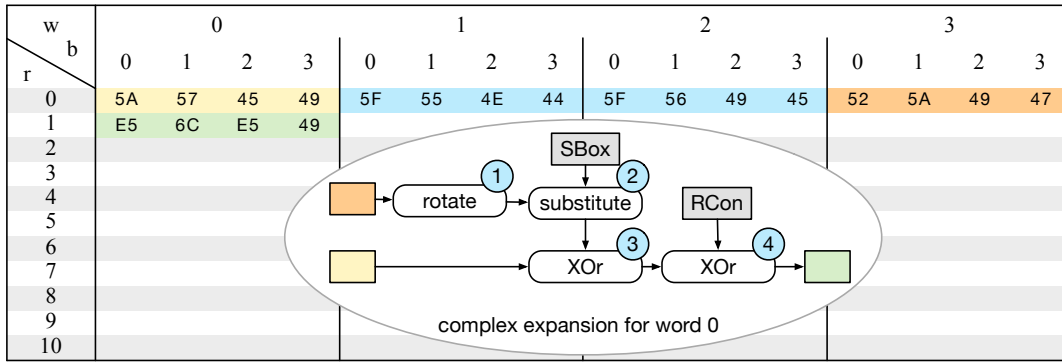 w 0 1 2 3
b
r 0 1 2 3 0 1 2 3 0 1 2 3 0 1 2 3
0 5A 57 45 49 5F 55 4E 44 5F 56 49 45 52 5A 49 47
1 E5 6C E5 49
2 SBox
3 1 2
4 rotate substitute RCon
5
6 3 4
7 XOr XOr
8
9 complex expansion for word 0
10